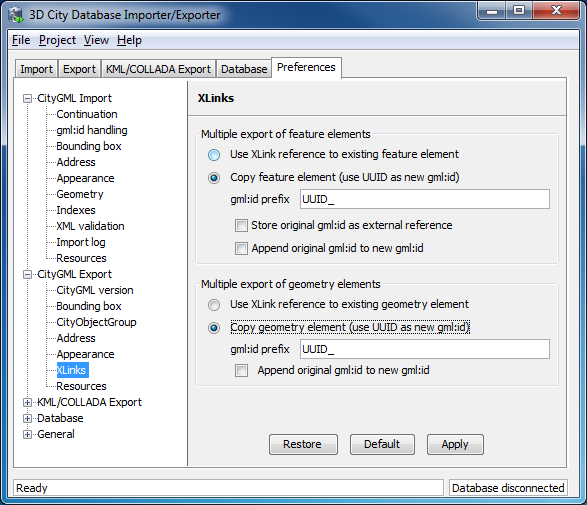 3D City Database Importer/Exporter
File Project View Help
Import Export KML/COLLADA Export Database Preferences
CityGML Import
Continuation
gml:id handling
Bounding box
Address
Appearance
Geometry
Indexes
XML validation
Import log
Resources
CityGML Export
CityGML version
Bounding box
CityObjectGroup
Address
Appearance
XLinks
Resources
KML/COLLADA Export
Database
General
XLinks
Multiple export of feature elements
Use XLink reference to existing feature element
Copy feature element (use UUID as new gml:id)
gml:id prefix UUID_
Store original gml:id as external reference
Append original gml:id to new gml:id
Multiple export of geometry elements
Use XLink reference to existing geometry element
Copy geometry element (use UUID as new gml:id)
gml:id prefix UUID_
Append original gml:id to new gml:id
Restore Default Apply
Ready Database disconnected